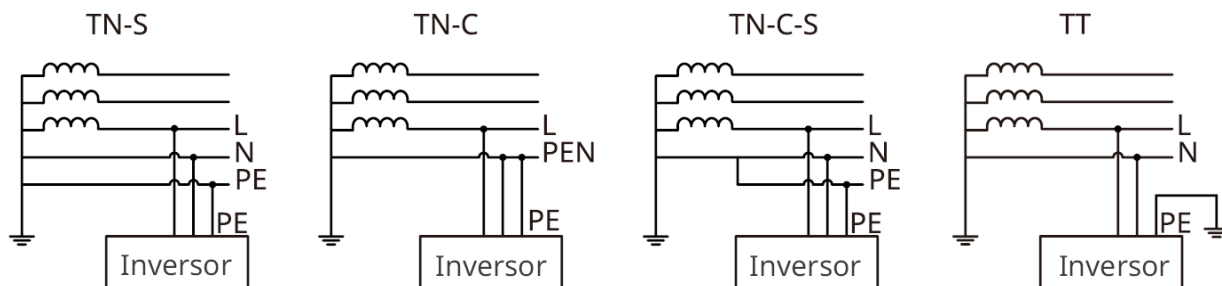 TN-S
TN-C
TN-C-S
TT
L
N
PE
PE
Inversor
L
PEN
PE
Inversor
L
N
PE
PE
Inversor
L
N
PE
Inversor